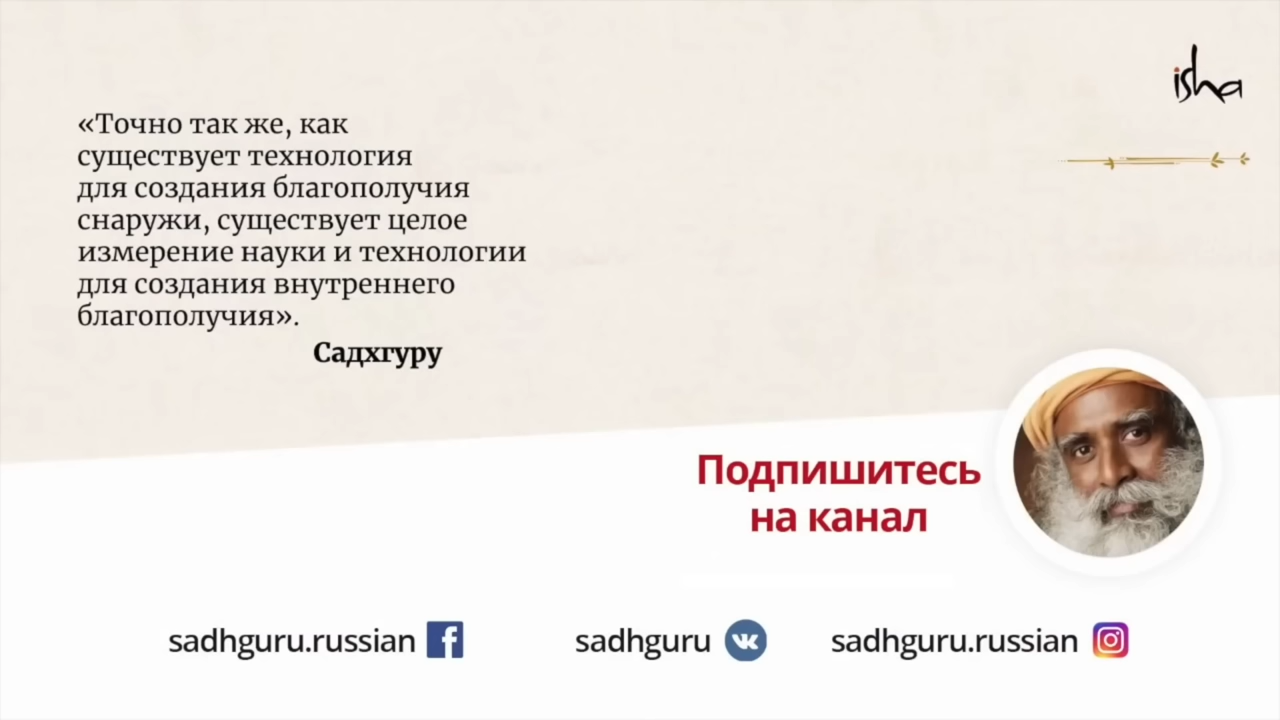 isha
«Точно так же, как
существует технология
для создания благополучия
снаружи, существует целое
измерение науки и технологии
для создания внутреннего
благополучия».
Садхгуру
Подпишитесь
на канал
sadhguru.russian
sadhguru
sadhguru.russian